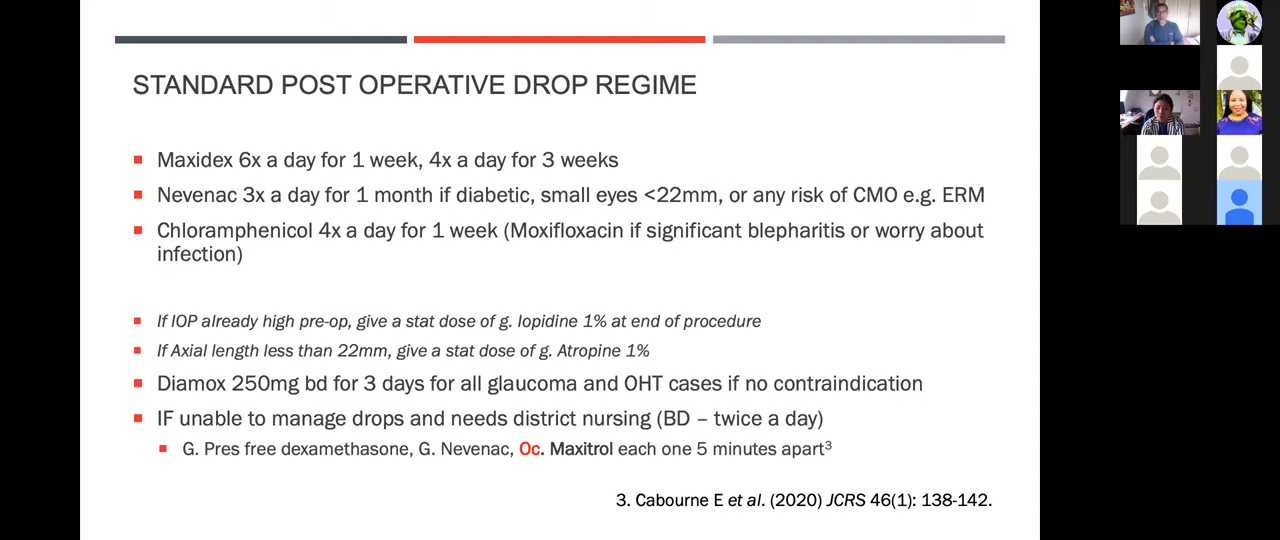 STANDARD POST OPERATIVE DROP REGIME
Maxidex 6x a day for 1 week, 4x a day for 3 weeks
Nevenac 3x a day for 1 month if diabetic, small eyes <22mm, or any risk of CMO e.g. ERM
Chloramphenicol 4x a day for 1 week (Moxifloxacin if significant blepharitis or worry about
infection)
If IOP already high pre-op, give a stat dose of g. Iopidine 1% at end of procedure
If Axial length less than 22mm, give a stat dose of g. Atropine 1%
Diamox 250mg bd for 3 days for all glaucoma and OHT cases if no contraindication
IF unable to manage drops and needs district nursing (BD – twice a day)
G. Pres free dexamethasone, G. Nevenac, Oc. Maxitrol each one 5 minutes apart³
3. Cabourne E et al. (2020) JCRS 46(1): 138-142.